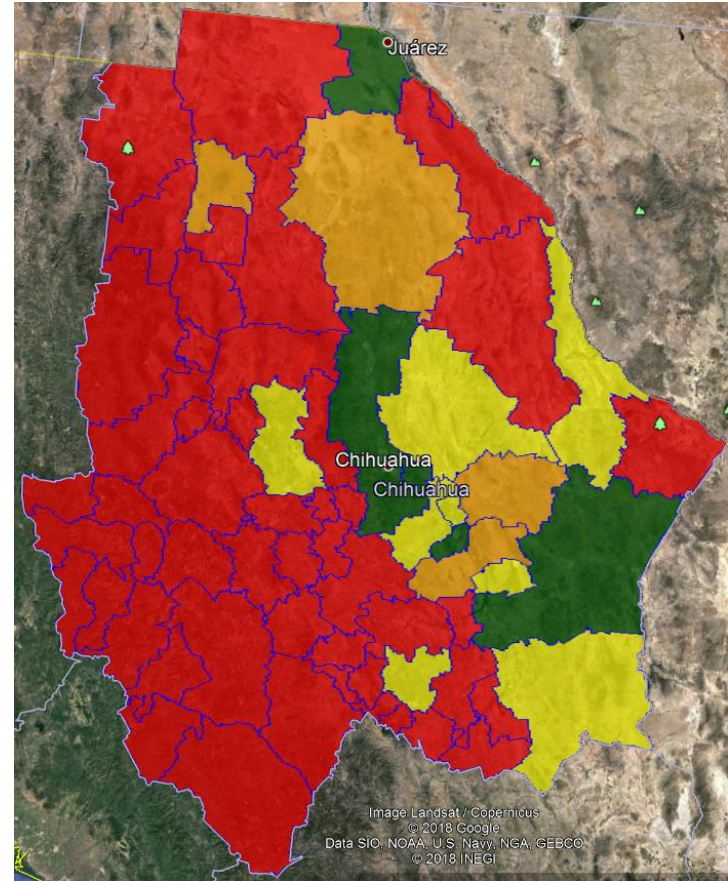 Juárez
Chihuahua
Chihuahua
Image Landsat / Copernicus
© 2018 Google
Data SIO, NOAA, U.S. Navy, NGA, GEBCO
© 2018 INEGI